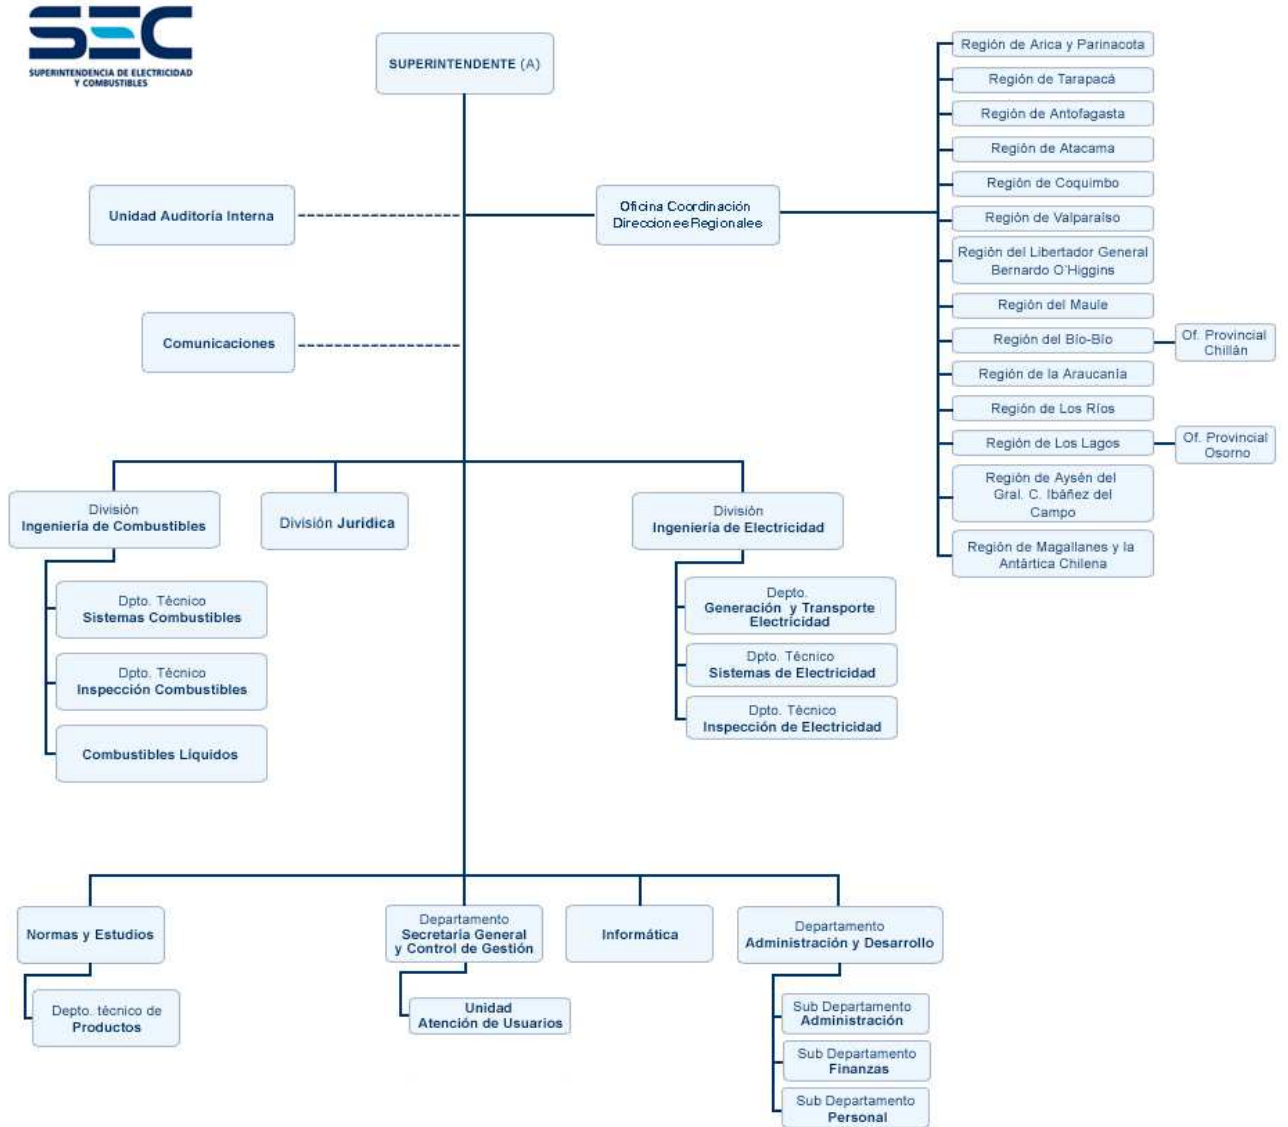 SEC
SUPERINTENDENCIA DE ELECTRICIDAD
Y COMBUSTIBLES
SUPERINTENDENTE (A)
Unidad Auditoría Interna
Comunicaciones
Oficina Coordinación
Direccionee Regionalee
Región de Arica y Parinacota
Región de Tarapacá
Región de Antofagasta
Región de Atacama
Región de Coquimbo
Región de Valparaíso
Región del Libertador General
Bernardo O'Higgins
Región del Maule
Región del Bío-Bío
Of. Provincial
Chillán
Región de la Araucanía
Región de Los Ríos
Región de Los Lagos
Of. Provincial
Osorno
Región de Aysén del
Gral. C. Ibáñez del
Campo
Región de Magallanes y la
Antártica Chilena
División
Ingeniería de Combustibles
Dpto. Técnico
Sistemas Combustibles
Dpto. Técnico
Inspección Combustibles
Combustibles Líquidos
División Jurídica
División
Ingeniería de Electricidad
Depto.
Generación y Transporte
Electricidad
Dpto. Técnico
Sistemas de Electricidad
Dpto. Técnico
Inspección de Electricidad
Normas y Estudios
Depto. técnico de
Productos
Departamento
Secretaria General
y Control de Gestión
Unidad
Atención de Usuarios
Informática
Departamento
Administración y Desarrollo
Sub Departamento
Administración
Sub Departamento
Finanzas
Sub Departamento
Personal